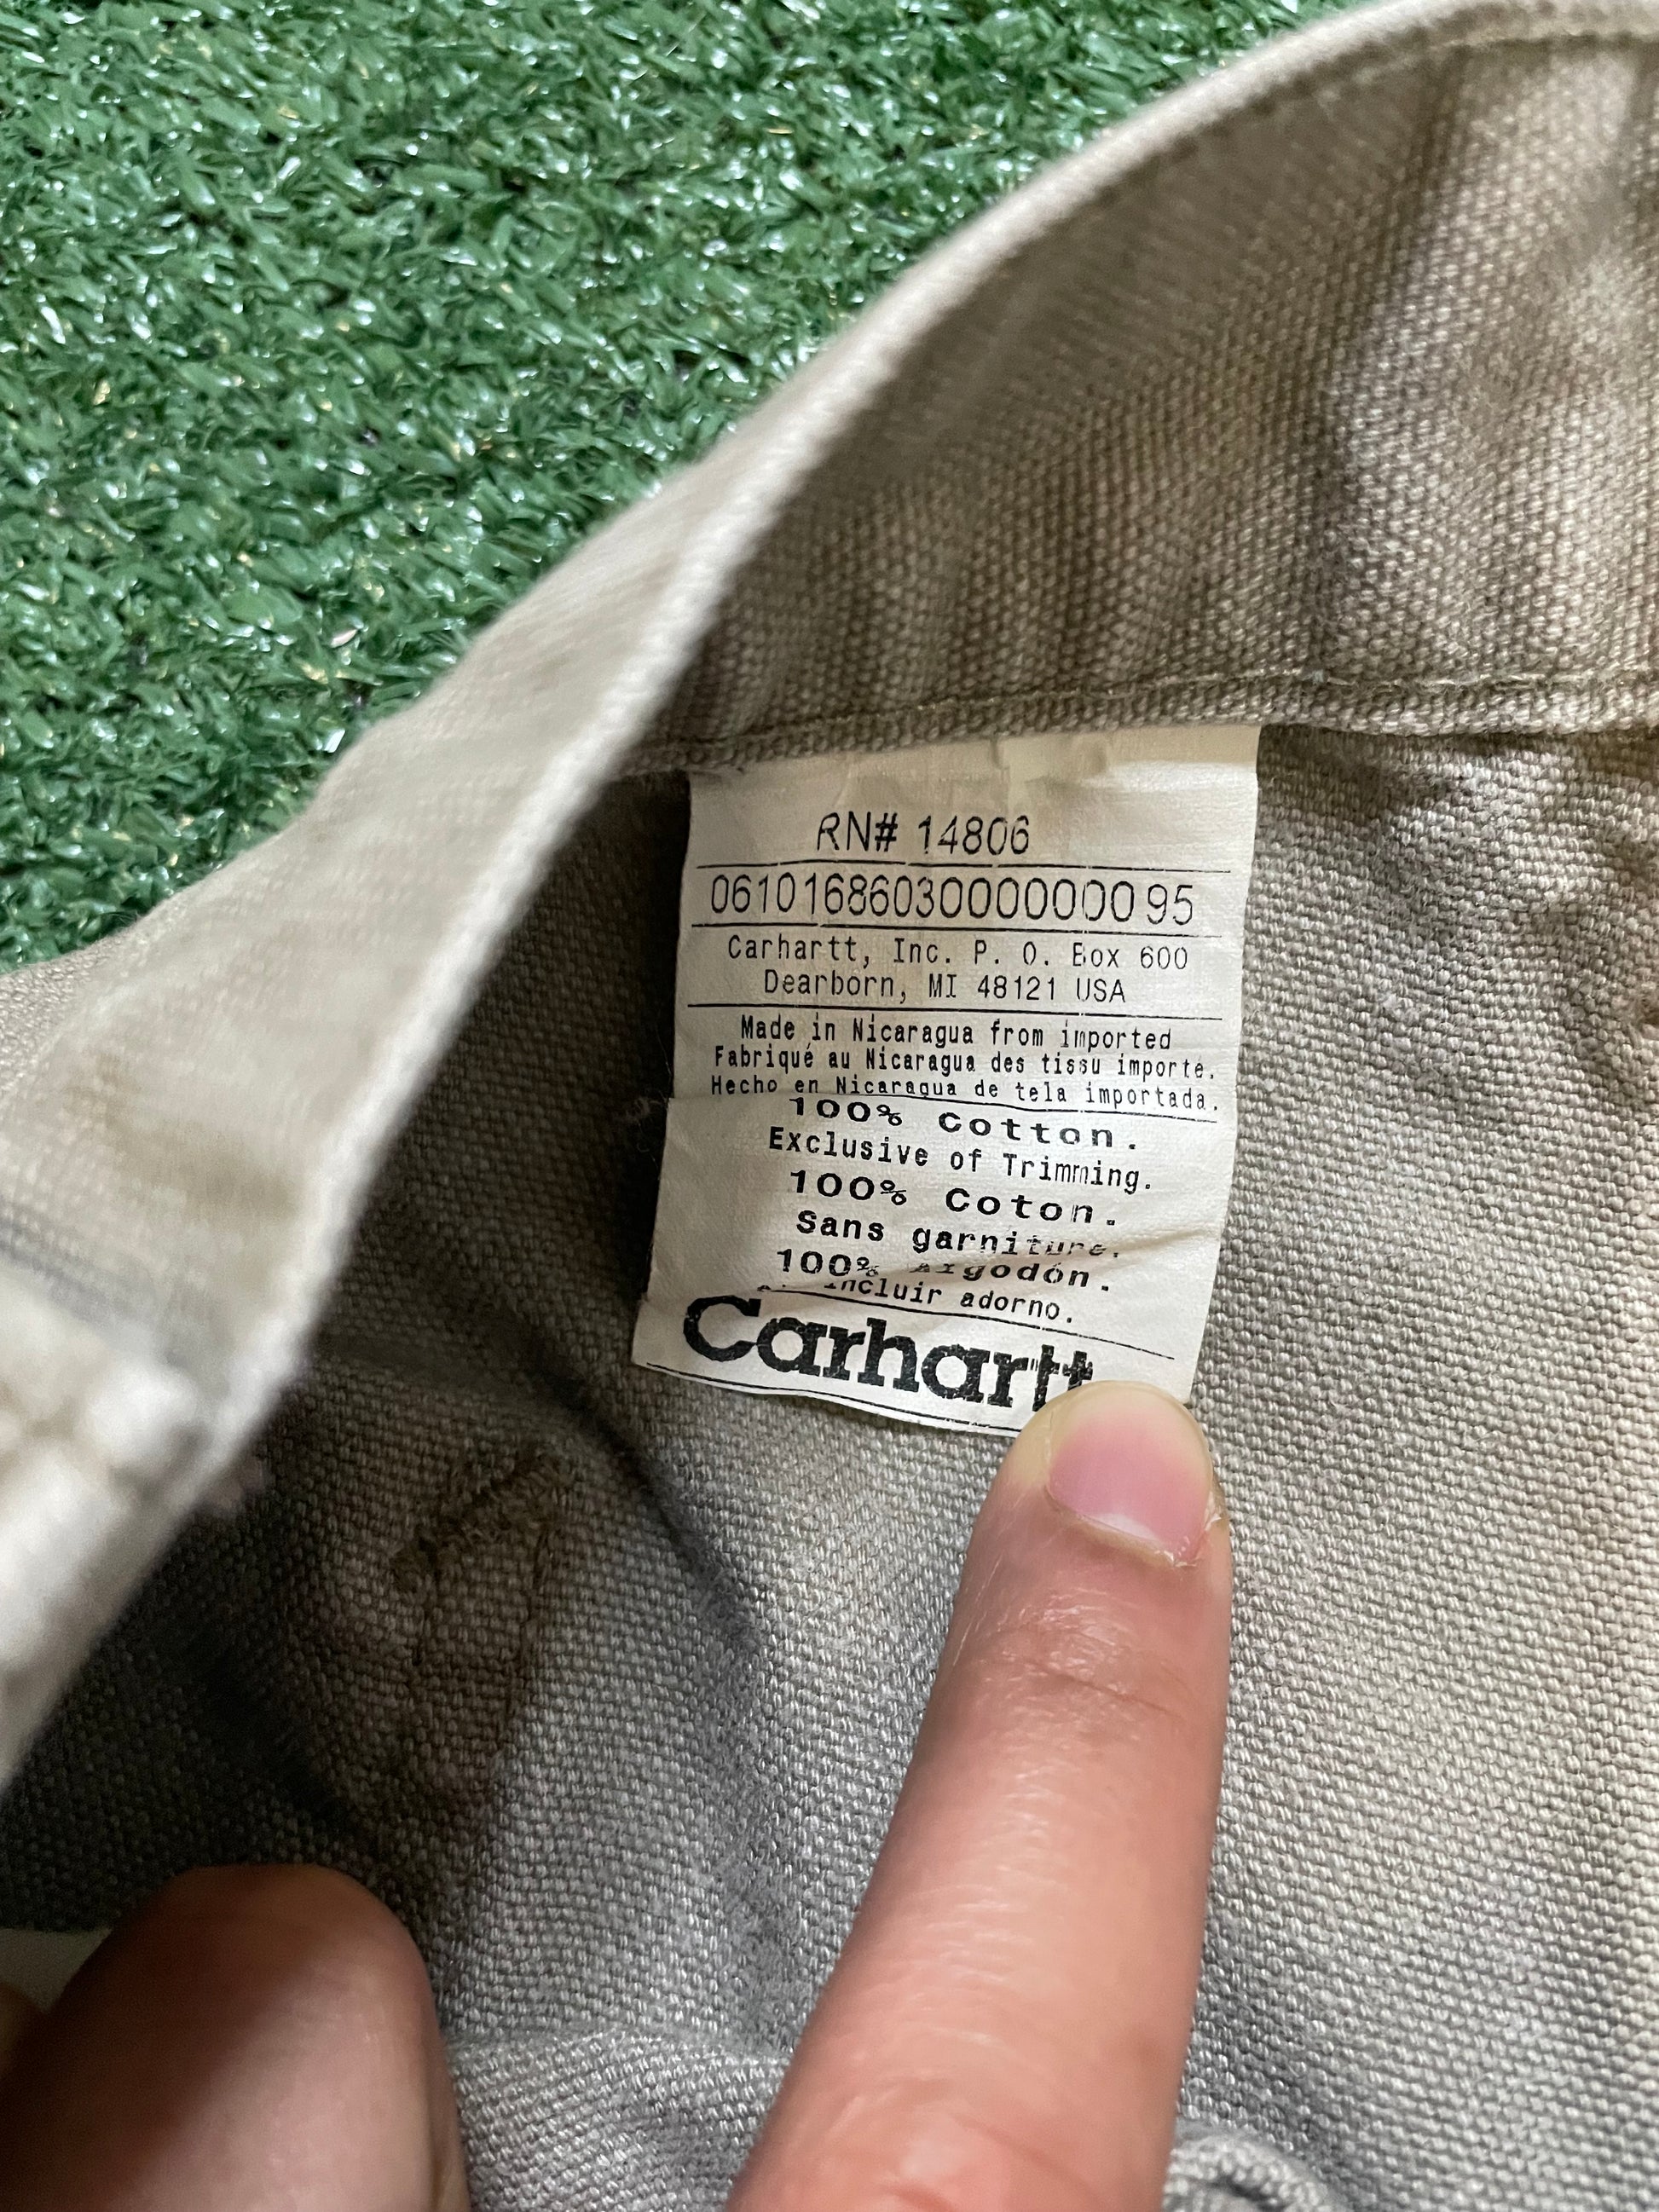 RN# 14806
06101686030000000095
Carhartt, Inc. P. O. Box 600
Dearborn, MI 48121 USA
Made in Nicaragua from imported
Fabriqué au Nicaragua des tissu importe.
Hecho en Nicaragua de tela importada.
100% Cotton.
Exclusive of Trimming.
100% Coton.
Sans garniture.
100% Algodón.
incluir adorno.
Carhartt